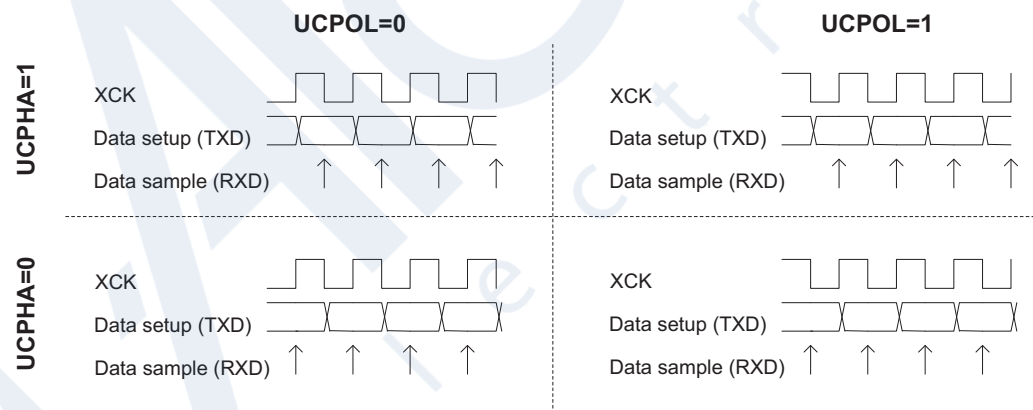 UCPOL=0
UCPOL=1
UCPHA=1
XCK
Data setup (TXD)
Data sample (RXD)
XCK
Data setup (TXD)
Data sample (RXD)
UCPHA=0
XCK
Data setup (TXD)
Data sample (RXD)
XCK
Data setup (TXD)
Data sample (RXD)